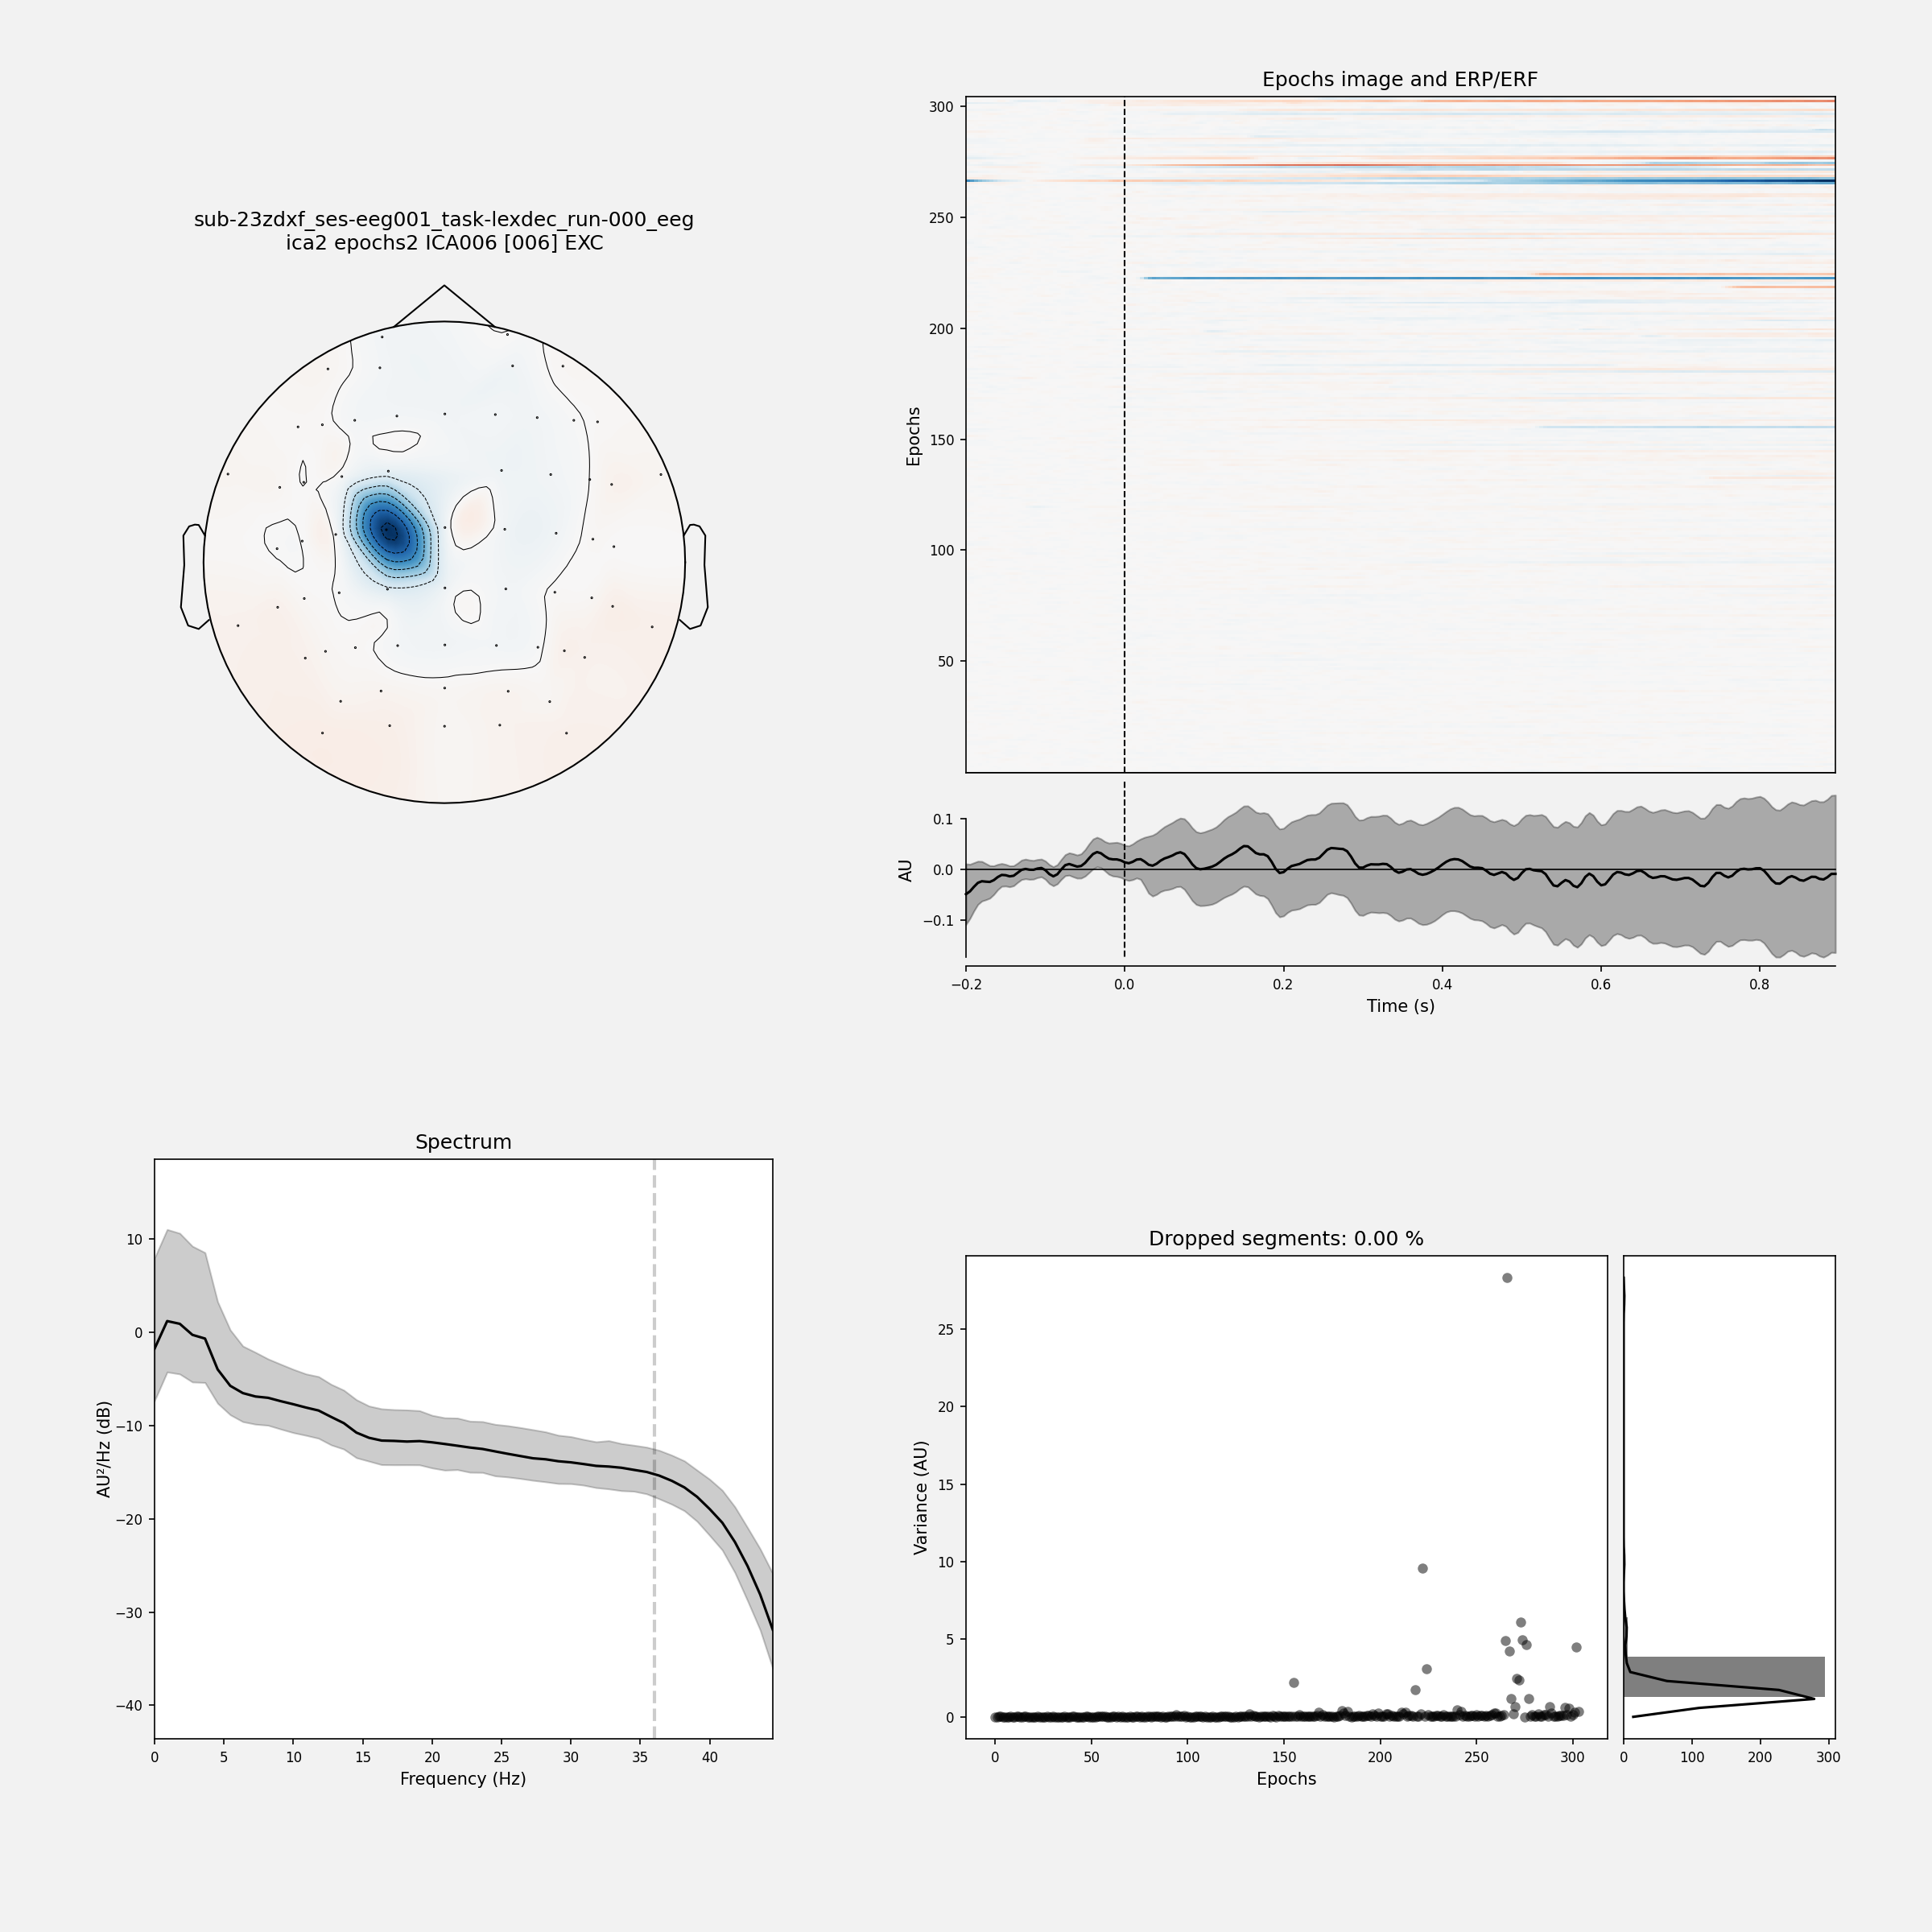 sub-23zdxf_ses-eeg001_task-lexdec_run-000_eeg
ica2 epochs2 ICA006 [006] EXC
Epochs image and ERP/ERF
300
250
200
150
100
50
Epochs
0.1
0.0
−0.1
AU
−0.2 0.0 0.2 0.4 0.6 0.8
Time (s)
Spectrum
10
0
−10
−20
−30
−40
AU²/Hz (dB)
0 5 10 15 20 25 30 35 40
Frequency (Hz)
Dropped segments: 0.00 %
25
20
15
10
5
0
Variance (AU)
0 50 100 150 200 250 300
Epochs
0 100 200 300